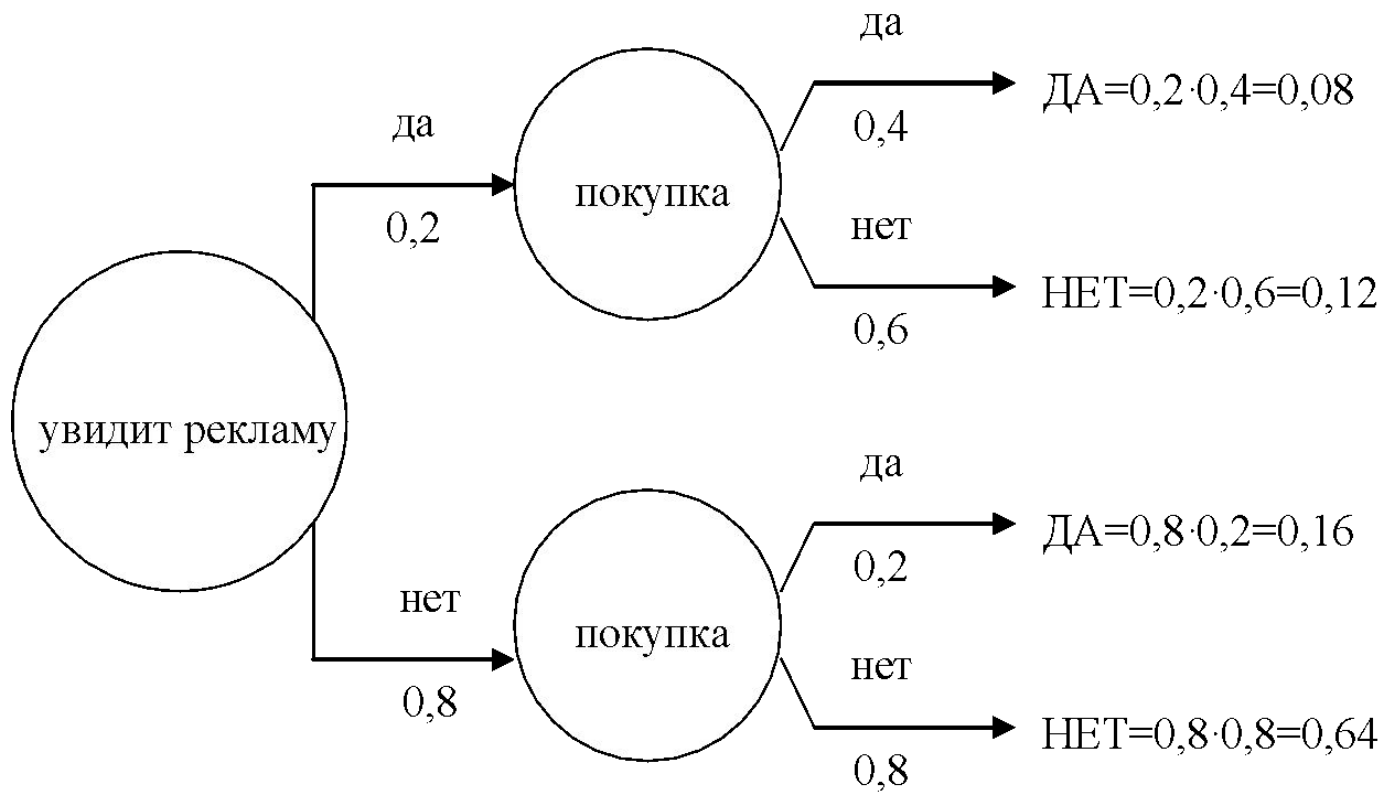 увидит рекламу
да
0,2
покупка
да
0,4
ДА=0,2·0,4=0,08
нет
0,6
НЕТ=0,2·0,6=0,12
нет
0,8
покупка
да
0,2
ДА=0,8·0,2=0,16
нет
0,8
НЕТ=0,8·0,8=0,64